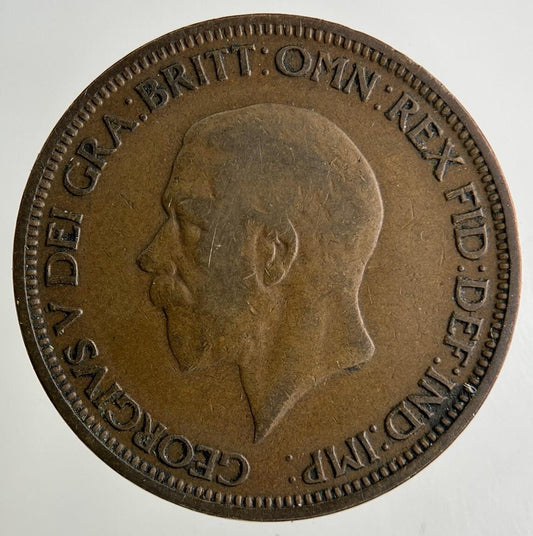 GEORGIVS V DEI GRA: BRITT: OMN: REX FID: DEF: IND: IMP: